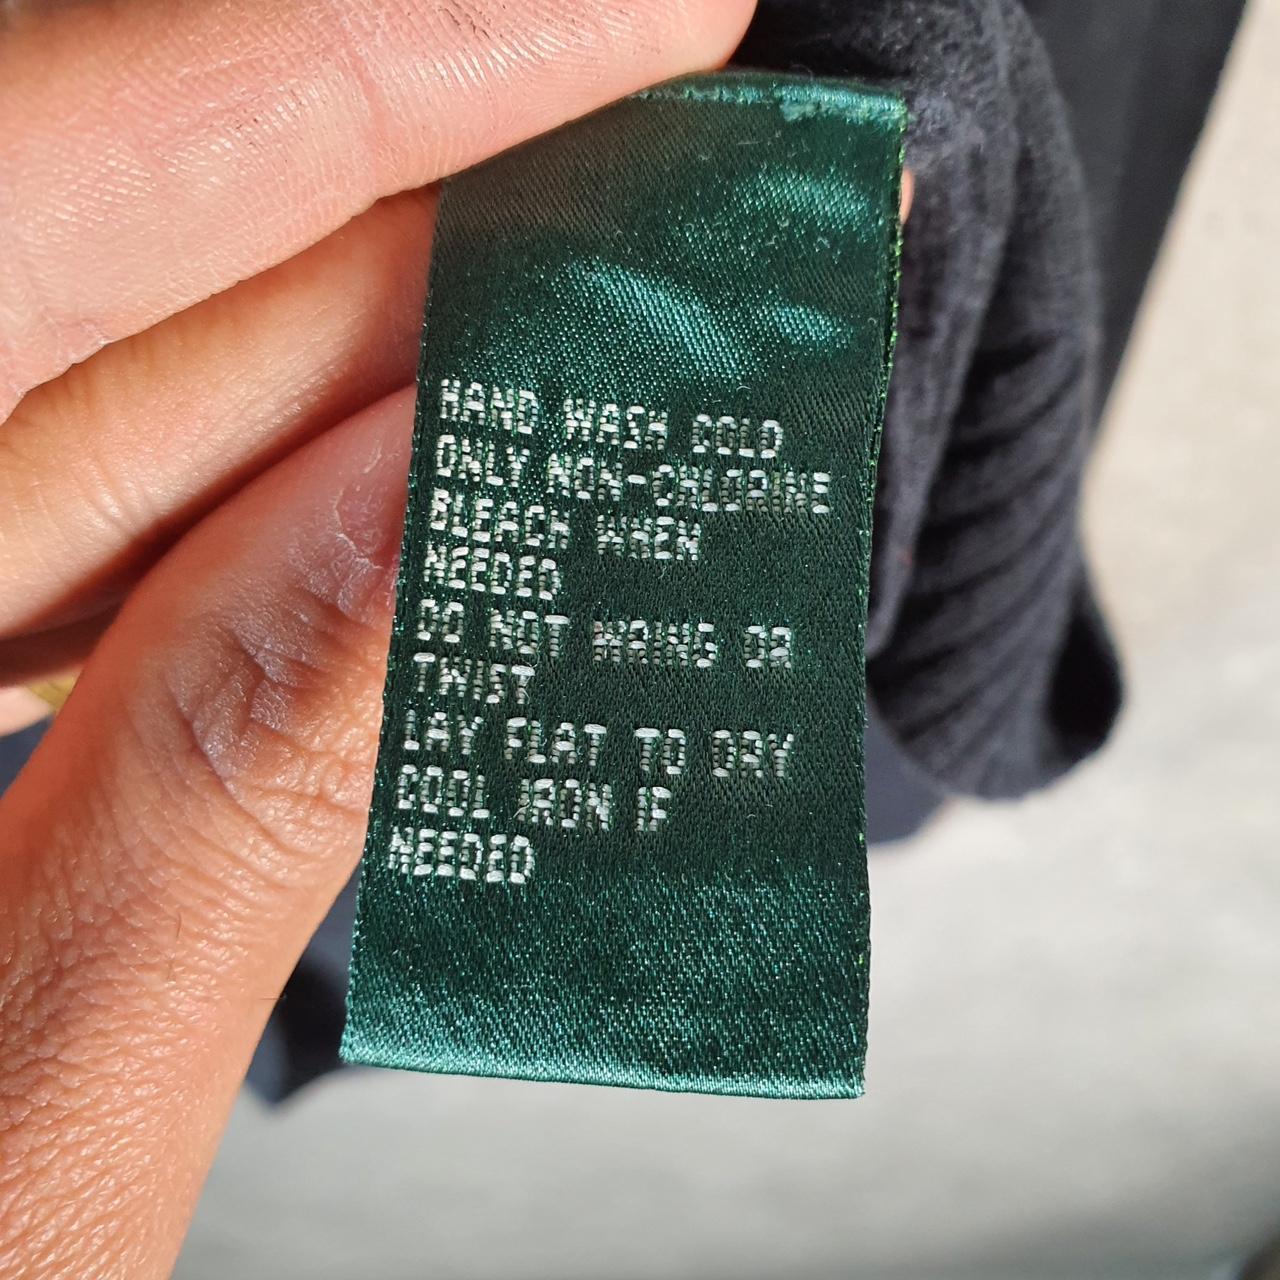 HAND WASH COLD
ONLY NON-CHLORINE
BLEACH WHEN
NEEDED
DO NOT WRING OR
TWIST
LAY FLAT TO DRY
COOL IRON IF
NEEDED